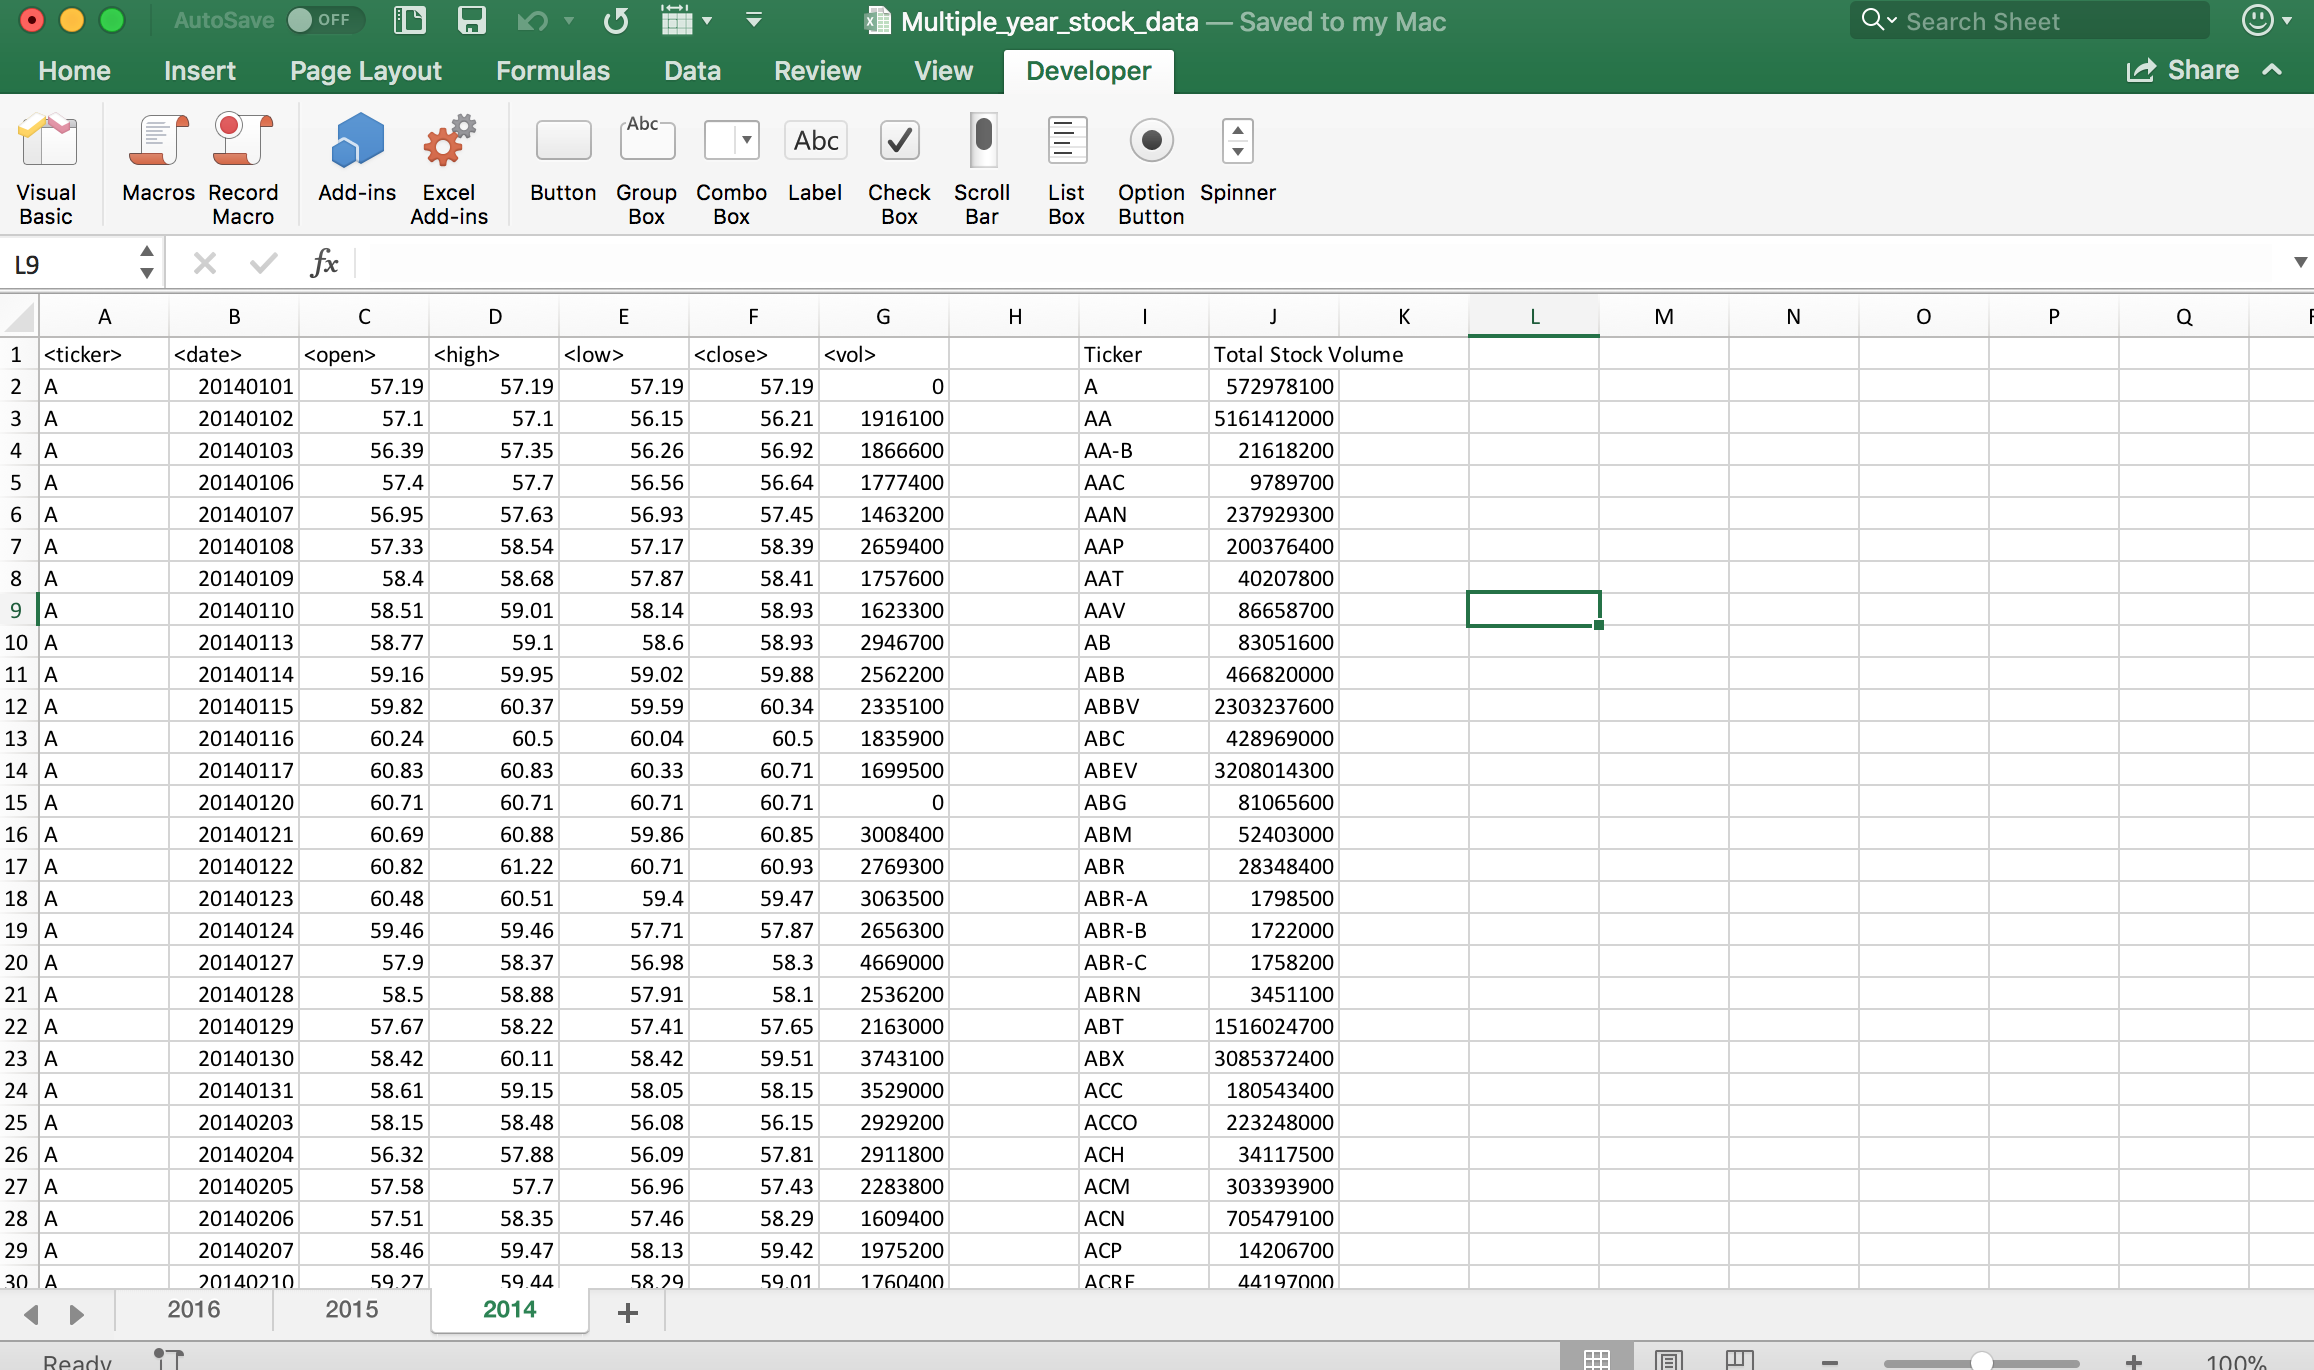 AutoSave OFF Multiple_year_stock_data — Saved to my Mac Search Sheet
Home Insert Page Layout Formulas Data Review View Developer Share
Abc Abc
Visual Basic Macros Record Macro Add-ins Excel Add-ins Button Group Box Combo Box Label Check Box Scroll Bar List Box Option Button Spinner
L9 fx
A B C D E F G H I J K L M N O P Q
1 <ticker> <date> <open> <high> <low> <close> <vol> Ticker Total Stock Volume
2 A 20140101 57.19 57.19 57.19 57.19 0 A 572978100
3 A 20140102 57.1 57.1 56.15 56.21 1916100 AA 5161412000
4 A 20140103 56.39 57.35 56.26 56.92 1866600 AA-B 21618200
5 A 20140106 57.4 57.7 56.56 56.64 1777400 AAC 9789700
6 A 20140107 56.95 57.63 56.93 57.45 1463200 AAN 237929300
7 A 20140108 57.33 58.54 57.17 58.39 2659400 AAP 200376400
8 A 20140109 58.4 58.68 57.87 58.41 1757600 AAT 40207800
9 A 20140110 58.51 59.01 58.14 58.93 1623300 AAV 86658700
10 A 20140113 58.77 59.1 58.6 58.93 2946700 AB 83051600
11 A 20140114 59.16 59.95 59.02 59.88 2562200 ABB 466820000
12 A 20140115 59.82 60.37 59.59 60.34 2335100 ABBV 2303237600
13 A 20140116 60.24 60.5 60.04 60.5 1835900 ABC 428969000
14 A 20140117 60.83 60.83 60.33 60.71 1699500 ABEV 3208014300
15 A 20140120 60.71 60.71 60.71 60.71 0 ABG 81065600
16 A 20140121 60.69 60.88 59.86 60.85 3008400 ABM 52403000
17 A 20140122 60.82 61.22 60.71 60.93 2769300 ABR 28348400
18 A 20140123 60.48 60.51 59.4 59.47 3063500 ABR-A 1798500
19 A 20140124 59.46 59.46 57.71 57.87 2656300 ABR-B 1722000
20 A 20140127 57.9 58.37 56.98 58.3 4669000 ABR-C 1758200
21 A 20140128 58.5 58.88 57.91 58.1 2536200 ABRN 3451100
22 A 20140129 57.67 58.22 57.41 57.65 2163000 ABT 1516024700
23 A 20140130 58.42 60.11 58.42 59.51 3743100 ABX 3085372400
24 A 20140131 58.61 59.15 58.05 58.15 3529000 ACC 180543400
25 A 20140203 58.15 58.48 56.08 56.15 2929200 ACCO 223248000
26 A 20140204 56.32 57.88 56.09 57.81 2911800 ACH 34117500
27 A 20140205 57.58 57.7 56.96 57.43 2283800 ACM 303393900
28 A 20140206 57.51 58.35 57.46 58.29 1609400 ACN 705479100
29 A 20140207 58.46 59.47 58.13 59.42 1975200 ACP 14206700
30 A 20140210 59.27 59.44 58.29 59.01 1760400 ACRE 44197000
2016 2015 2014
Ready 100%